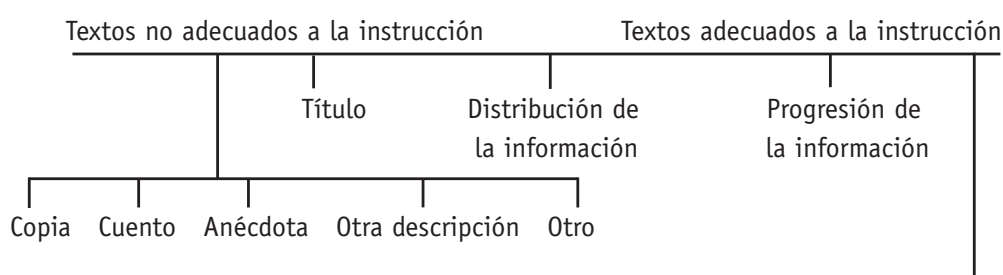 Textos no adecuados a la instrucción Textos adecuados a la instrucción
Título Distribución de Progresión de
la información la información
Copia Cuento Anécdota Otra descripción Otro